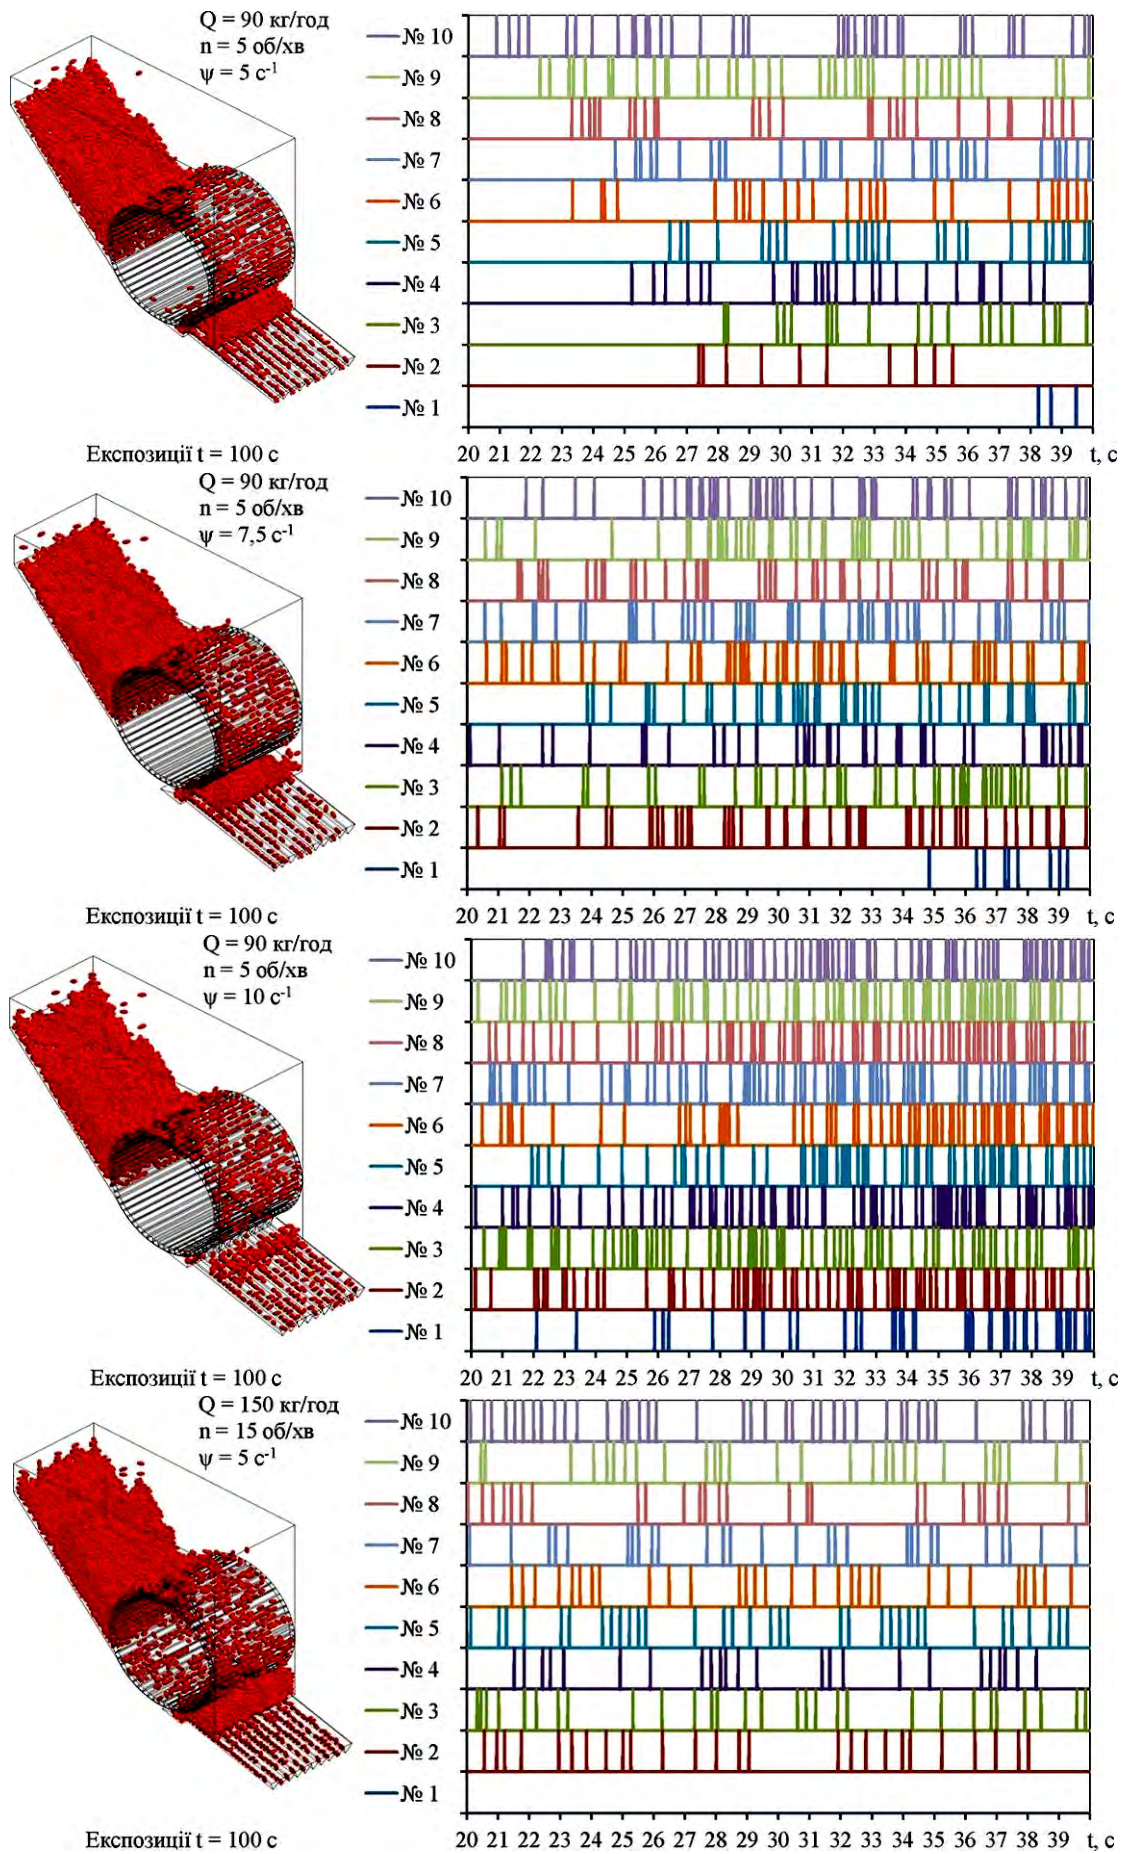 Q = 90 кг/год
n = 5 об/хв
ψ = 5 с⁻¹
№ 10
№ 9
№ 8
№ 7
№ 6
№ 5
№ 4
№ 3
№ 2
№ 1
20 21 22 23 24 25 26 27 28 29 30 31 32 33 34 35 36 37 38 39 t, с
Експозиції t = 100 с
Q = 90 кг/год
n = 5 об/хв
ψ = 7,5 с⁻¹
№ 10
№ 9
№ 8
№ 7
№ 6
№ 5
№ 4
№ 3
№ 2
№ 1
20 21 22 23 24 25 26 27 28 29 30 31 32 33 34 35 36 37 38 39 t, с
Експозиції t = 100 с
Q = 90 кг/год
n = 5 об/хв
ψ = 10 с⁻¹
№ 10
№ 9
№ 8
№ 7
№ 6
№ 5
№ 4
№ 3
№ 2
№ 1
20 21 22 23 24 25 26 27 28 29 30 31 32 33 34 35 36 37 38 39 t, с
Експозиції t = 100 с
Q = 150 кг/год
n = 15 об/хв
ψ = 5 с⁻¹
№ 10
№ 9
№ 8
№ 7
№ 6
№ 5
№ 4
№ 3
№ 2
№ 1
20 21 22 23 24 25 26 27 28 29 30 31 32 33 34 35 36 37 38 39 t, с
Експозиції t = 100 с